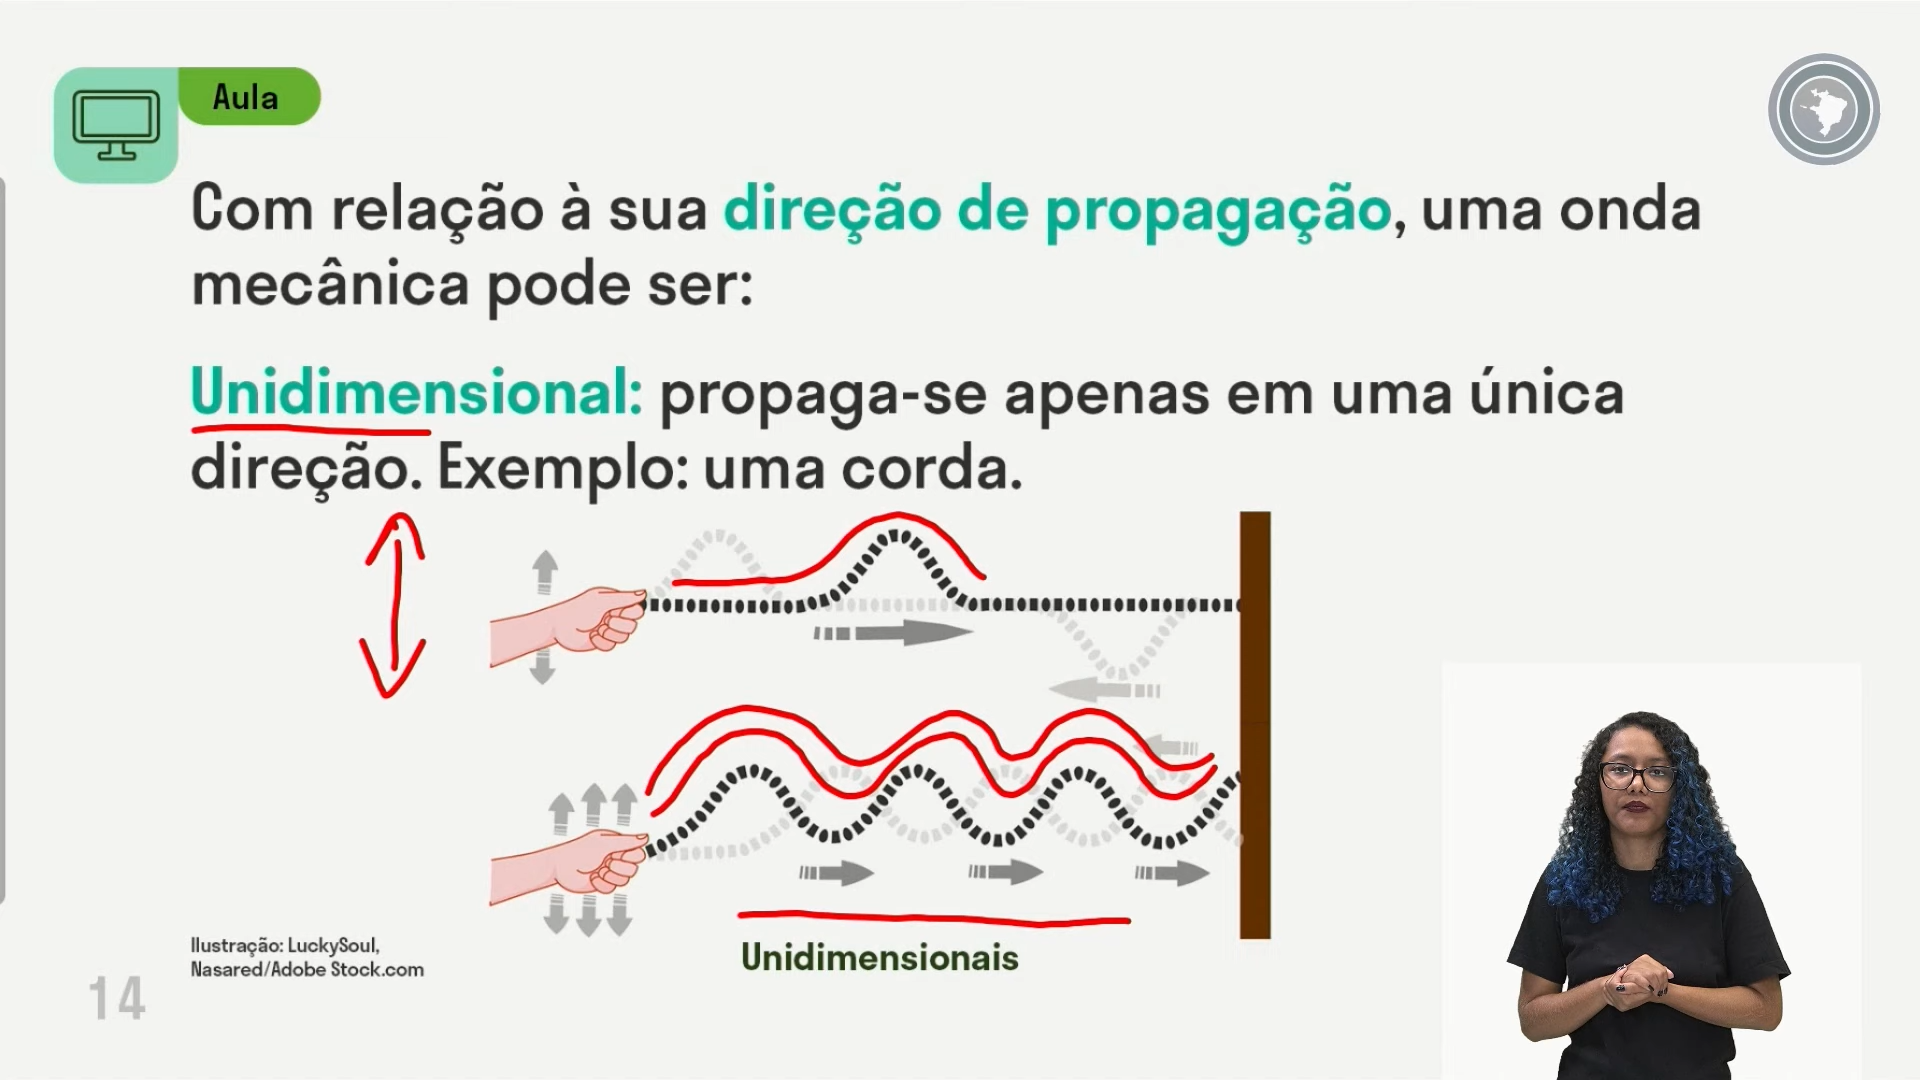 Aula
Com relação à sua direção de propagação, uma onda
mecânica pode ser:
Unidimensional: propaga-se apenas em uma única
direção. Exemplo: uma corda.
Unidimensionais
Ilustração: LuckySoul,
Nasared/Adobe Stock.com
14